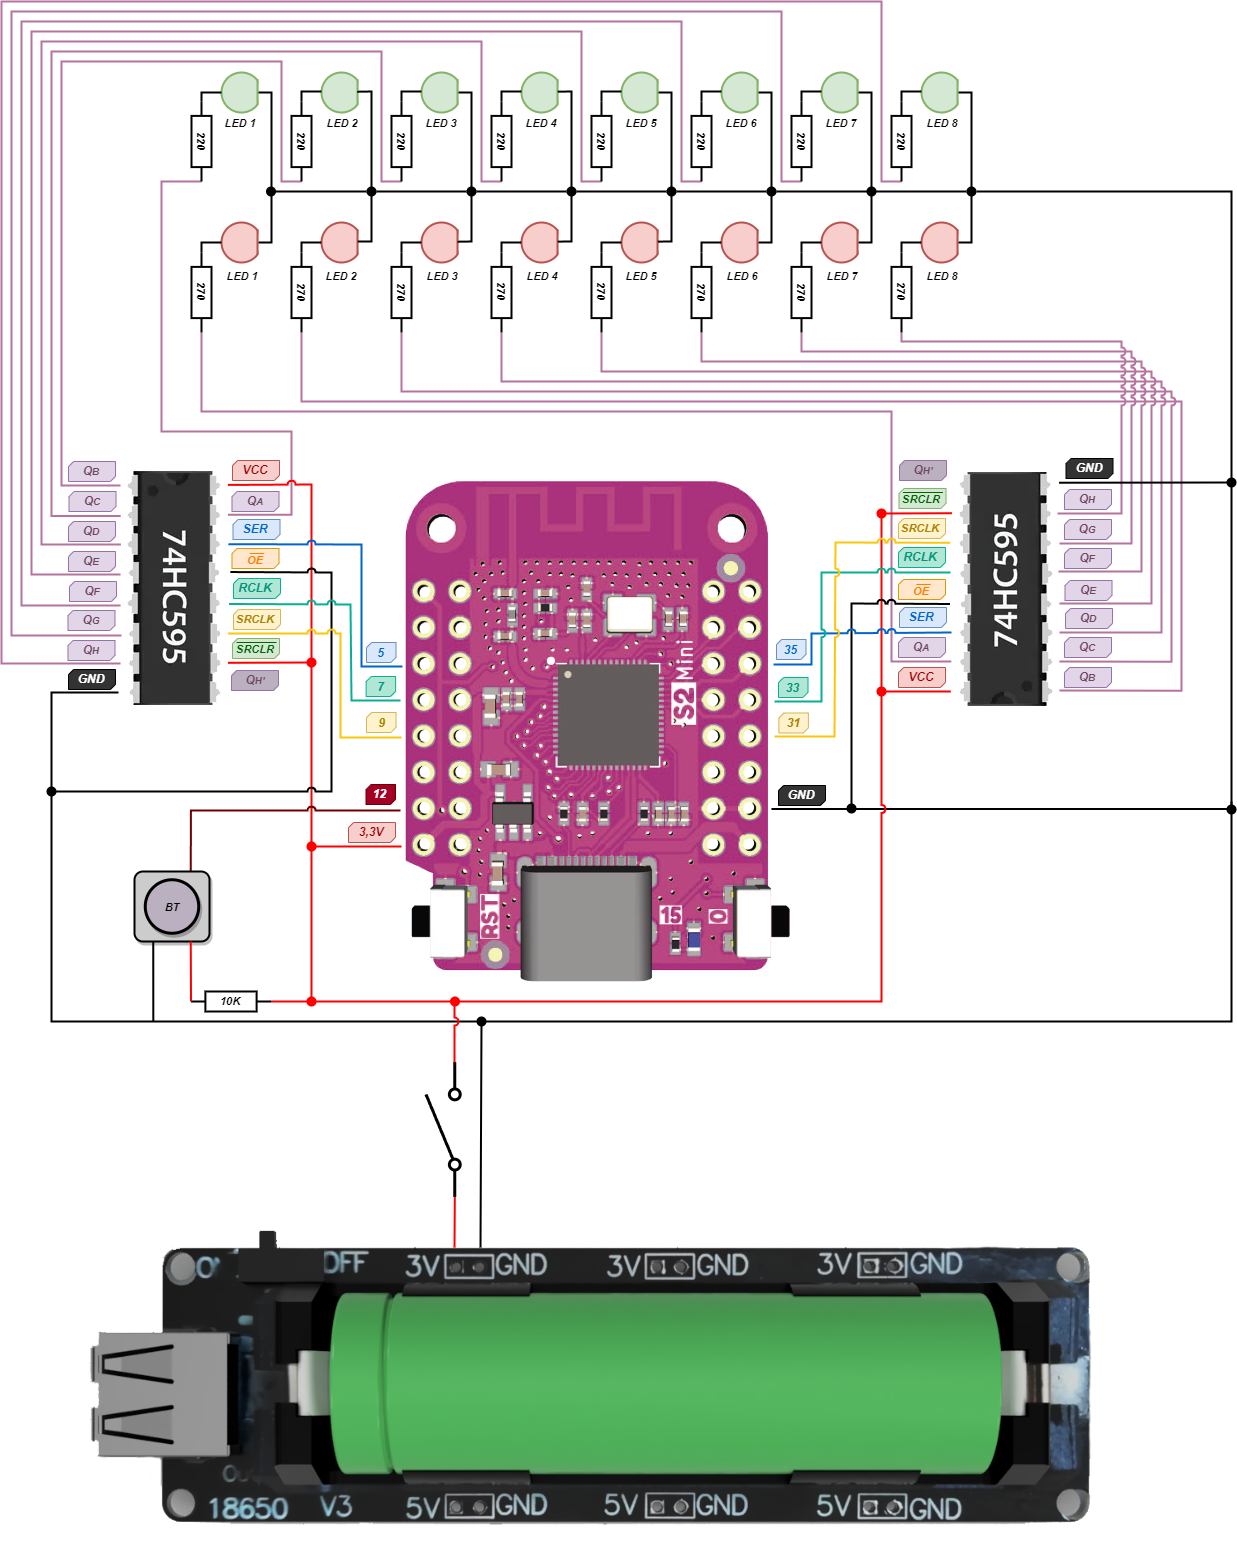 LED 1 LED 2 LED 3 LED 4 LED 5 LED 6 LED 7 LED 8
220 220 220 220 220 220 220 220
LED 1 LED 2 LED 3 LED 4 LED 5 LED 6 LED 7 LED 8
270 270 270 270 270 270 270 270
QB
QC
QD
QE
QF
QG
QH
GND
74HC595
VCC
QA
SER
OE
RCLK
SRCLK
SRCLR
QH'
5
7
9
12
3,3V
S2 Mini
RST
15
0
35
33
31
GND
QH'
SRCLR
SRCLK
RCLK
OE
SER
QA
VCC
74HC595
GND
QH
QG
QF
QE
QD
QC
QB
BT
10K
OFF 3V GND 3V GND 3V GND
18650 V3 5V GND 5V GND 5V GND